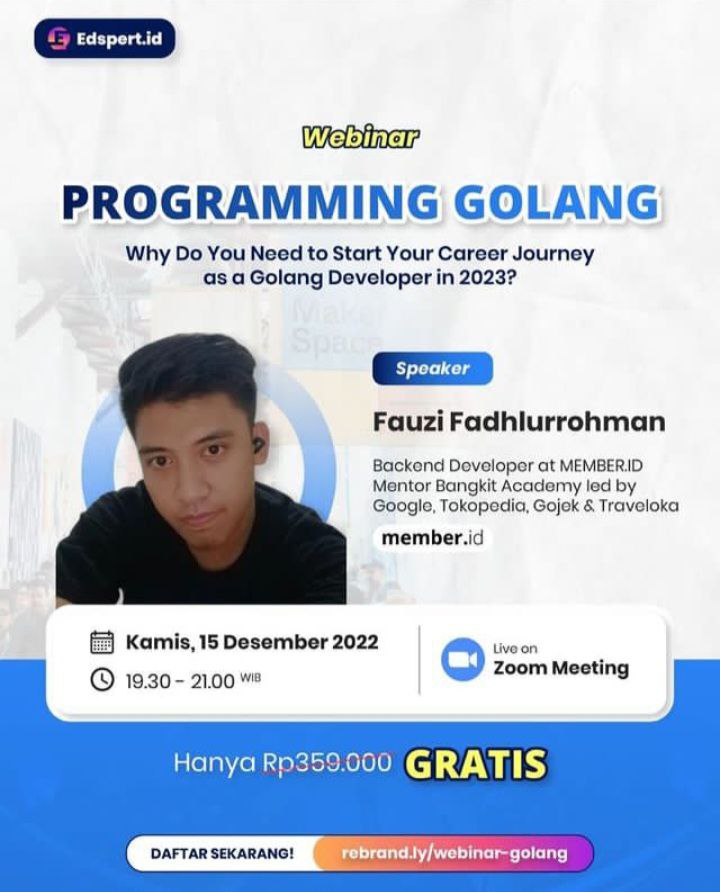 Edspert.id
Webinar
PROGRAMMING GOLANG
Why Do You Need to Start Your Career Journey
as a Golang Developer in 2023?
Maker
Space
Speaker
Fauzi Fadhlurrohman
Backend Developer at MEMBER.ID
Mentor Bangkit Academy led by
Google, Tokopedia, Gojek & Traveloka
member.id
Kamis, 15 Desember 2022
19.30 - 21.00 WIB
Live on
Zoom Meeting
Hanya Rp359.000 GRATIS
DAFTAR SEKARANG! rebrand.ly/webinar-golang